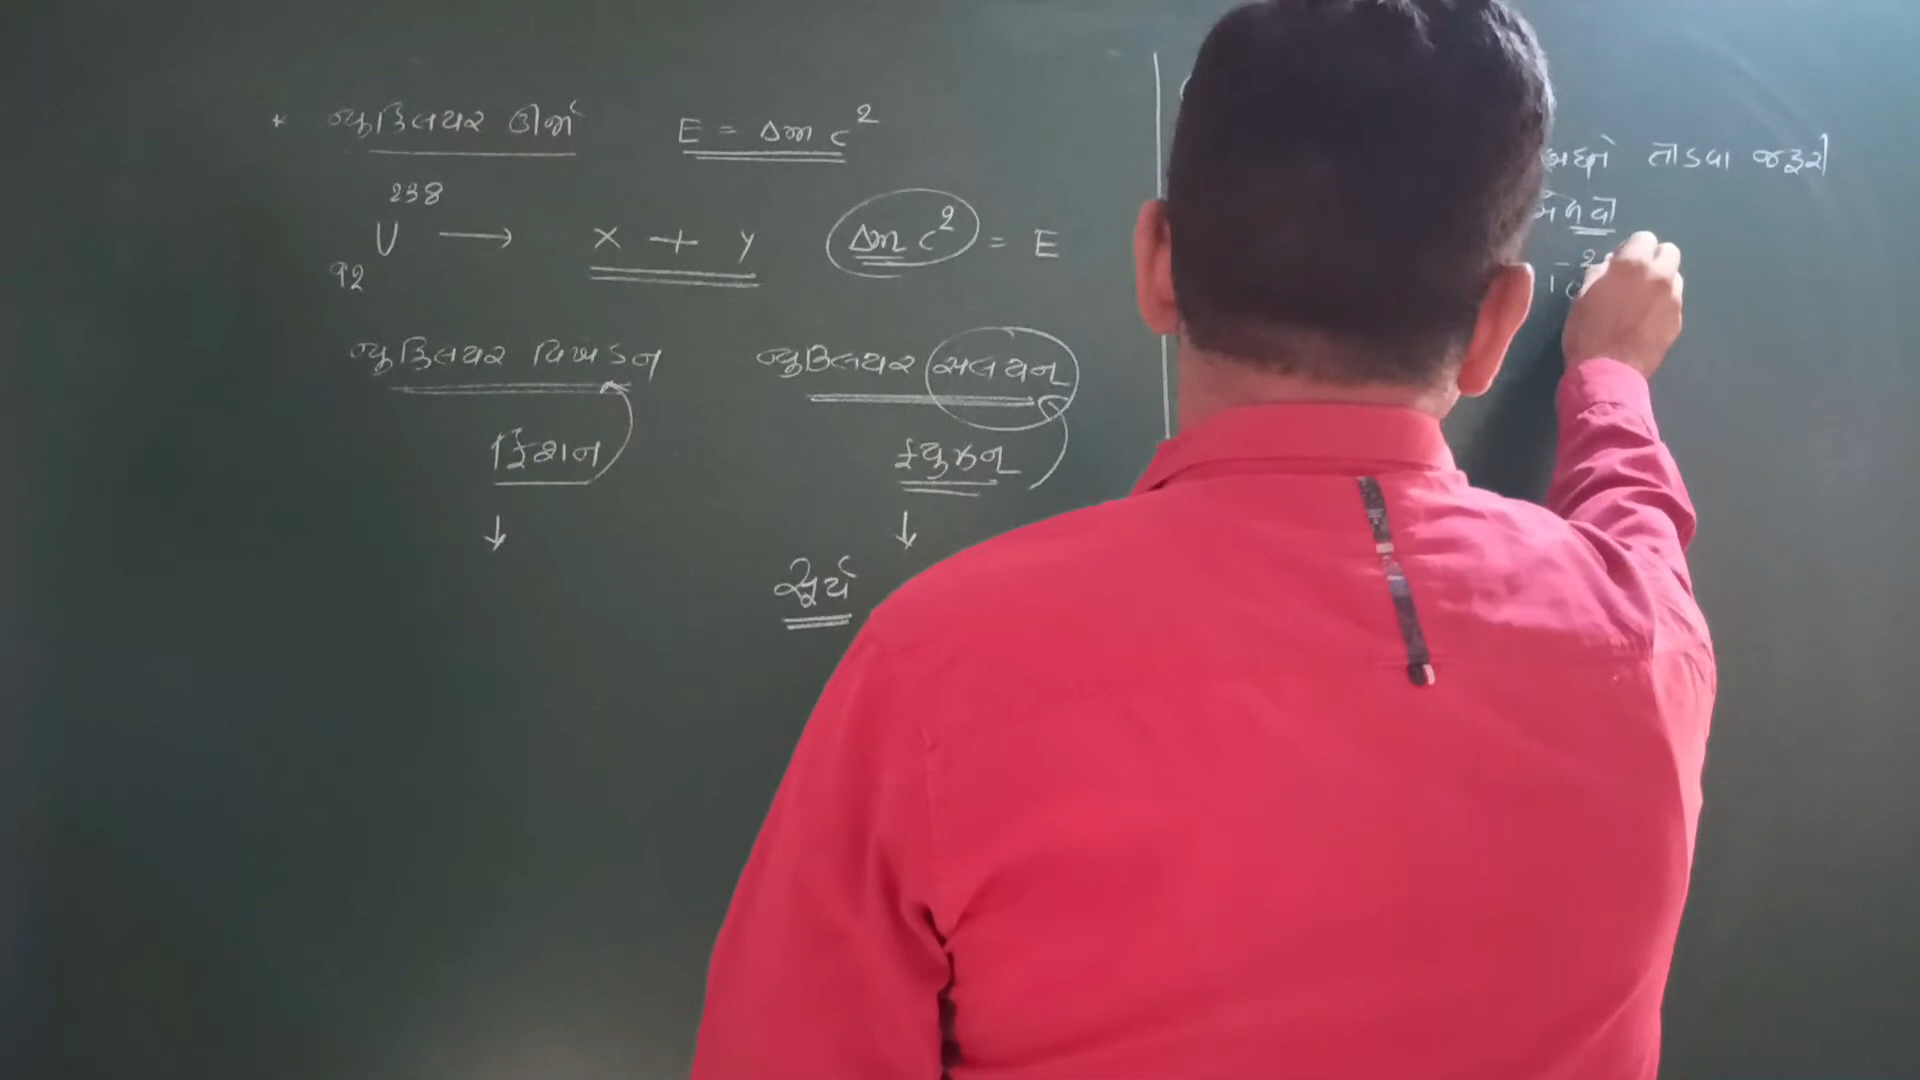 * ન્યુક્લિયર ઊર્જા E = Δm c²
238
U → X + Y Δm c² = E
92
ન્યુક્લિયર વિખંડન ન્યુક્લિયર સંલયન
ફિશન ફ્યુઝન
↓ ↓
સૂર્ય
તોડવા જરૂરી